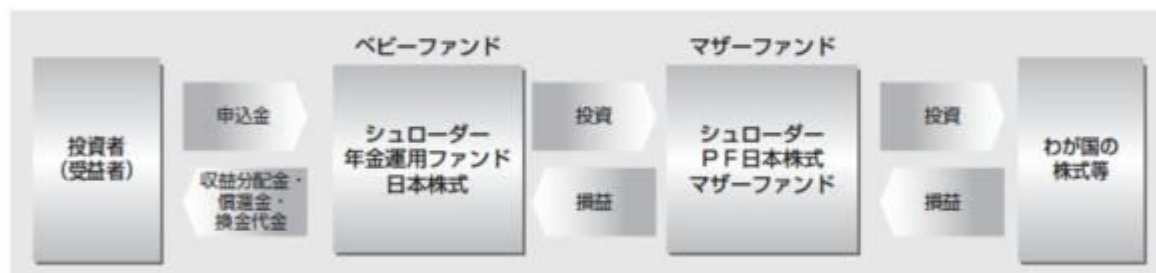 ベビーファンド
マザーファンド
投資者
(受益者)
申込金
収益分配金・
償還金・
換金代金
シュローダー
年金運用ファンド
日本株式
投資
損益
シュローダー
ＰＦ日本株式
マザーファンド
投資
損益
わが国の
株式等